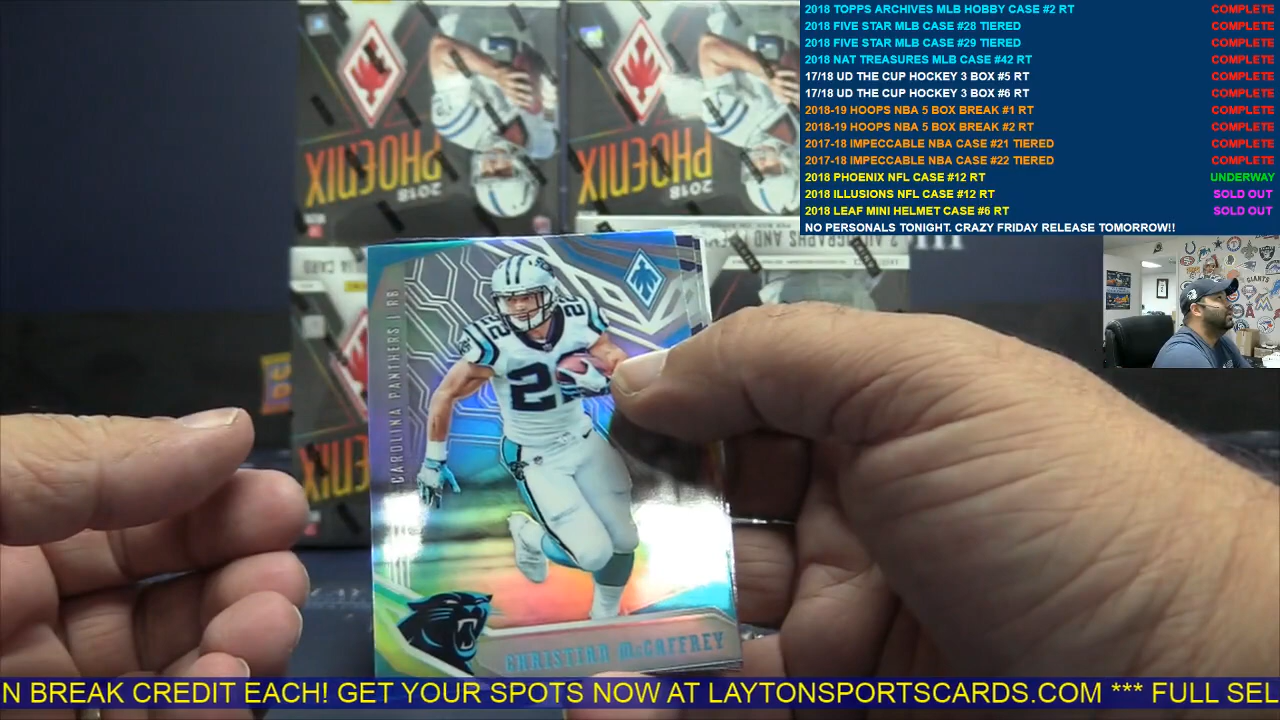 2018 TOPPS ARCHIVES MLB HOBBY CASE #2 RT COMPLETE
2018 FIVE STAR MLB CASE #28 TIERED COMPLETE
2018 FIVE STAR MLB CASE #29 TIERED COMPLETE
2018 NAT TREASURES MLB CASE #42 RT COMPLETE
17/18 UD THE CUP HOCKEY 3 BOX #5 RT COMPLETE
17/18 UD THE CUP HOCKEY 3 BOX #6 RT COMPLETE
2018-19 HOOPS NBA 5 BOX BREAK #1 RT COMPLETE
2018-19 HOOPS NBA 5 BOX BREAK #2 RT COMPLETE
2017-18 IMPECCABLE NBA CASE #21 TIERED COMPLETE
2017-18 IMPECCABLE NBA CASE #22 TIERED COMPLETE
2018 PHOENIX NFL CASE #12 RT UNDERWAY
2018 ILLUSIONS NFL CASE #12 RT SOLD OUT
2018 LEAF MINI HELMET CASE #6 RT SOLD OUT
NO PERSONALS TONIGHT. CRAZY FRIDAY RELEASE TOMORROW!!
PHOENIX
2018
PHOENIX
2018
PHOENIX
GIANTS
CAROLINA PANTHERS | RB
22
CHRISTIAN McCAFFREY
N BREAK CREDIT EACH! GET YOUR SPOTS NOW AT LAYTONSPORTSCARDS.COM *** FULL SEL